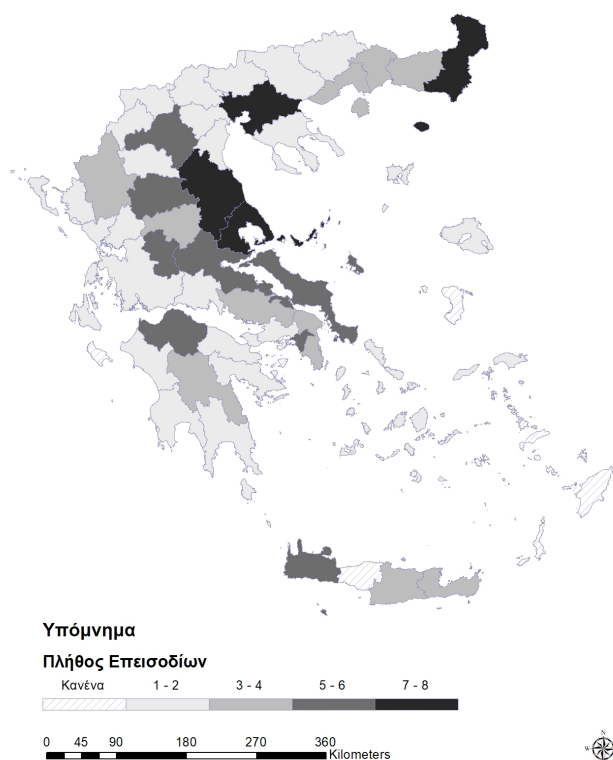 Υπόμνημα
Πλήθος Επεισοδίων
Κανένα 1 - 2 3 - 4 5 - 6 7 - 8
0 45 90 180 270 360
Kilometers
N
W